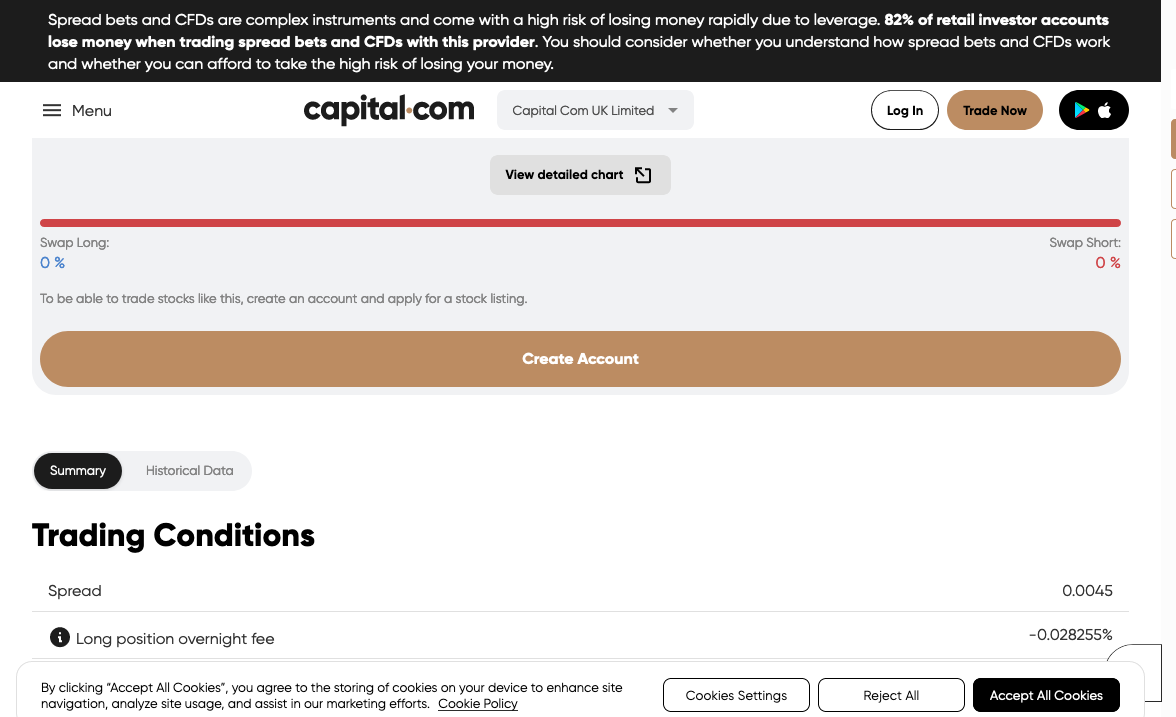 Spread bets and CFDs are complex instruments and come with a high risk of losing money rapidly due to leverage. 82% of retail investor accounts
lose money when trading spread bets and CFDs with this provider. You should consider whether you understand how spread bets and CFDs work
and whether you can afford to take the high risk of losing your money.
Menu
capital.com
Capital Com UK Limited
Log In
Trade Now
View detailed chart
Swap Long:
Swap Short:
0 %
0 %
To be able to trade stocks like this, create an account and apply for a stock listing.
Create Account
Summary
Historical Data
Trading Conditions
Spread
0.0045
Long position overnight fee
-0.028255%
By clicking “Accept All Cookies”, you agree to the storing of cookies on your device to enhance site
navigation, analyze site usage, and assist in our marketing efforts. Cookie Policy
Cookies Settings
Reject All
Accept All Cookies